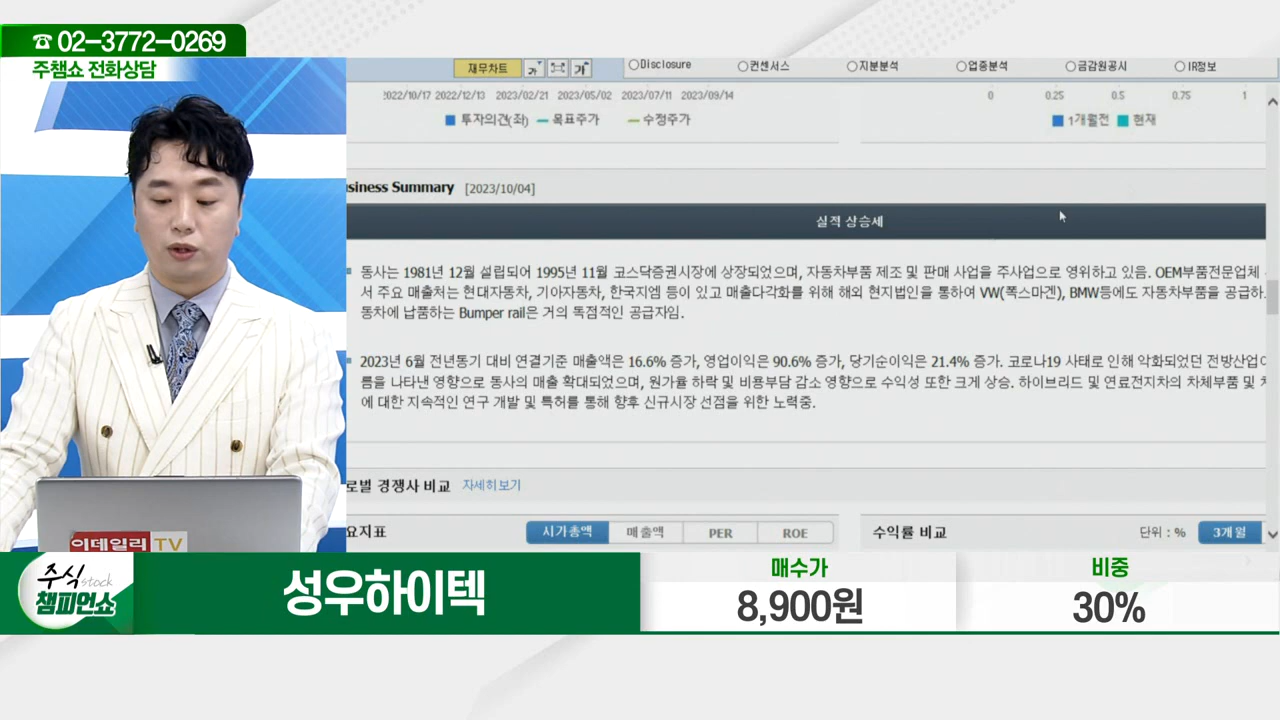 ☎ 02-3772-0269
주챔쇼 전화상담
재무차트 가 가
○Disclosure ○컨센서스 ○지분분석 ○업종분석 ○금감원공시 ○IR정보
2022/10/17 2022/12/13 2023/02/21 2023/05/02 2023/07/11 2023/09/14
0 0.25 0.5 0.75 1
투자의견(좌) 목표주가 수정주가
1개월전 현재
siness Summary [2023/10/04]
실적 상승세
동사는 1981년 12월 설립되어 1995년 11월 코스닥증권시장에 상장되었으며, 자동차부품 제조 및 판매 사업을 주사업으로 영위하고 있음. OEM부품전문업체
서 주요 매출처는 현대자동차, 기아자동차, 한국지엠 등이 있고 매출다각화를 위해 해외 현지법인을 통하여 VW(폭스마겐), BMW등에도 자동차부품을 공급하
동차에 납품하는 Bumper rail은 거의 독점적인 공급자임.
2023년 6월 전년동기 대비 연결기준 매출액은 16.6% 증가, 영업이익은 90.6% 증가, 당기순이익은 21.4% 증가. 코로나19 사태로 인해 악화되었던 전방산업이
름을 나타낸 영향으로 동사의 매출 확대되었으며, 원가율 하락 및 비용부담 감소 영향으로 수익성 또한 크게 상승. 하이브리드 및 연료전지차의 차체부품 및
에 대한 지속적인 연구 개발 및 특허를 통해 향후 신규시장 선점을 위한 노력중.
로벌 경쟁사 비교 자세히보기
요지표 시가총액 매출액 PER ROE
수익률 비교 단위 : % 3개월
이데일리TV
주식 stock
챔피언쇼
성우하이텍
매수가
8,900원
비중
30%